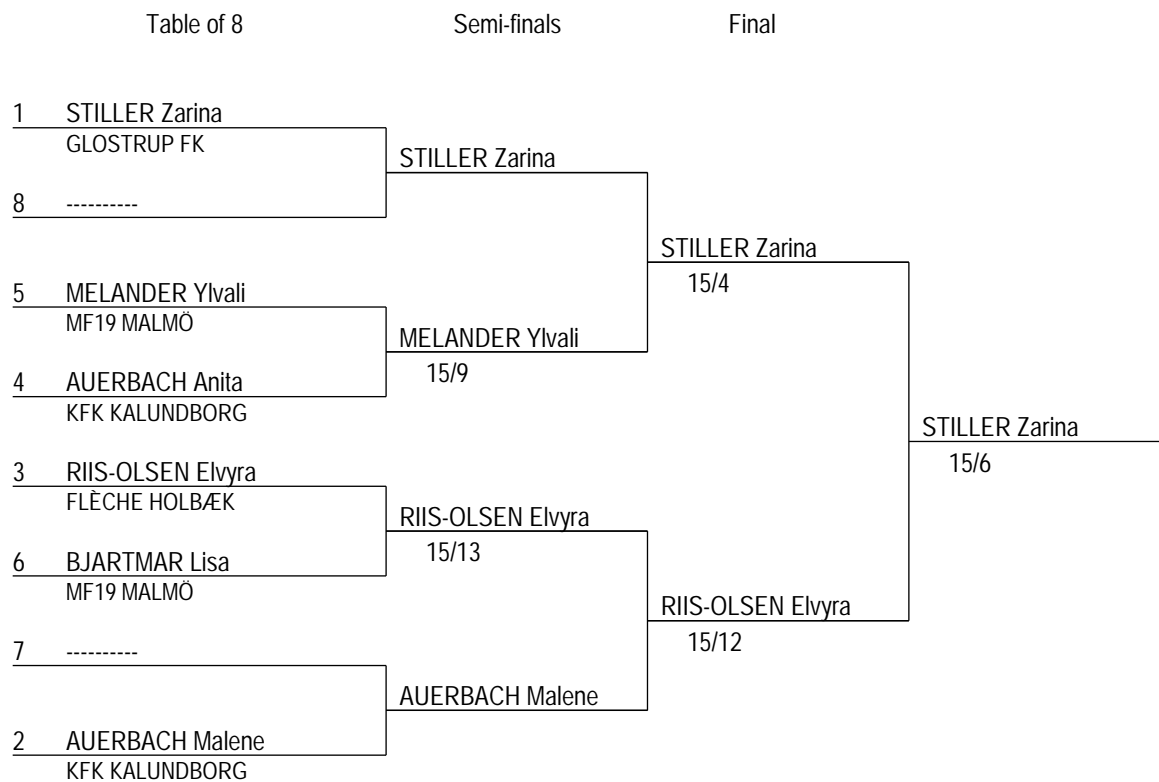 Table of 8 Semi-finals Final
1 STILLER Zarina
GLOSTRUP FK
STILLER Zarina
8 ----------
STILLER Zarina
15/4
5 MELANDER Ylvali
MF19 MALMÖ
MELANDER Ylvali
15/9
4 AUERBACH Anita
KFK KALUNDBORG
STILLER Zarina
15/6
3 RIIS-OLSEN Elvyra
FLÈCHE HOLBÆK
RIIS-OLSEN Elvyra
15/13
6 BJARTMAR Lisa
MF19 MALMÖ
RIIS-OLSEN Elvyra
15/12
7 ----------
AUERBACH Malene
2 AUERBACH Malene
KFK KALUNDBORG